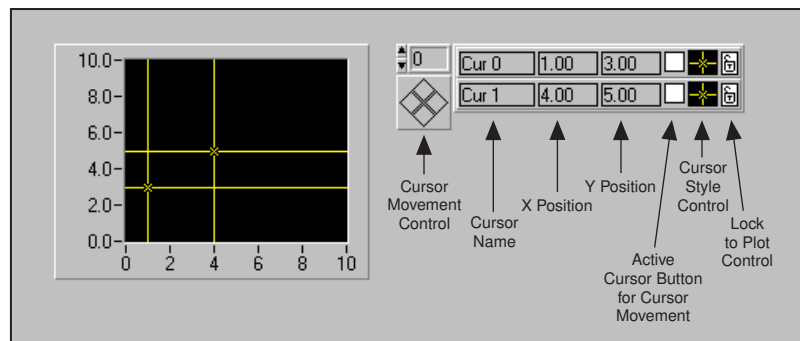 10.0
8.0
6.0
4.0
2.0
0.0
0 2 4 6 8 10
0
Cur 0 1.00 3.00
Cur 1 4.00 5.00
Cursor
Movement
Control
Cursor
Name
X Position
Y Position
Active
Cursor Button
for Cursor
Movement
Cursor
Style
Control
Lock
to Plot
Control